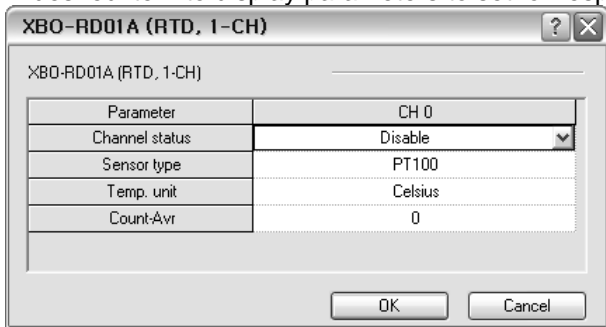 XBO-RD01A (RTD, 1-CH)
XBO-RD01A (RTD, 1-CH)
Parameter CH 0
Channel status Disable
Sensor type PT100
Temp. unit Celsius
Count-Avr 0
OK Cancel